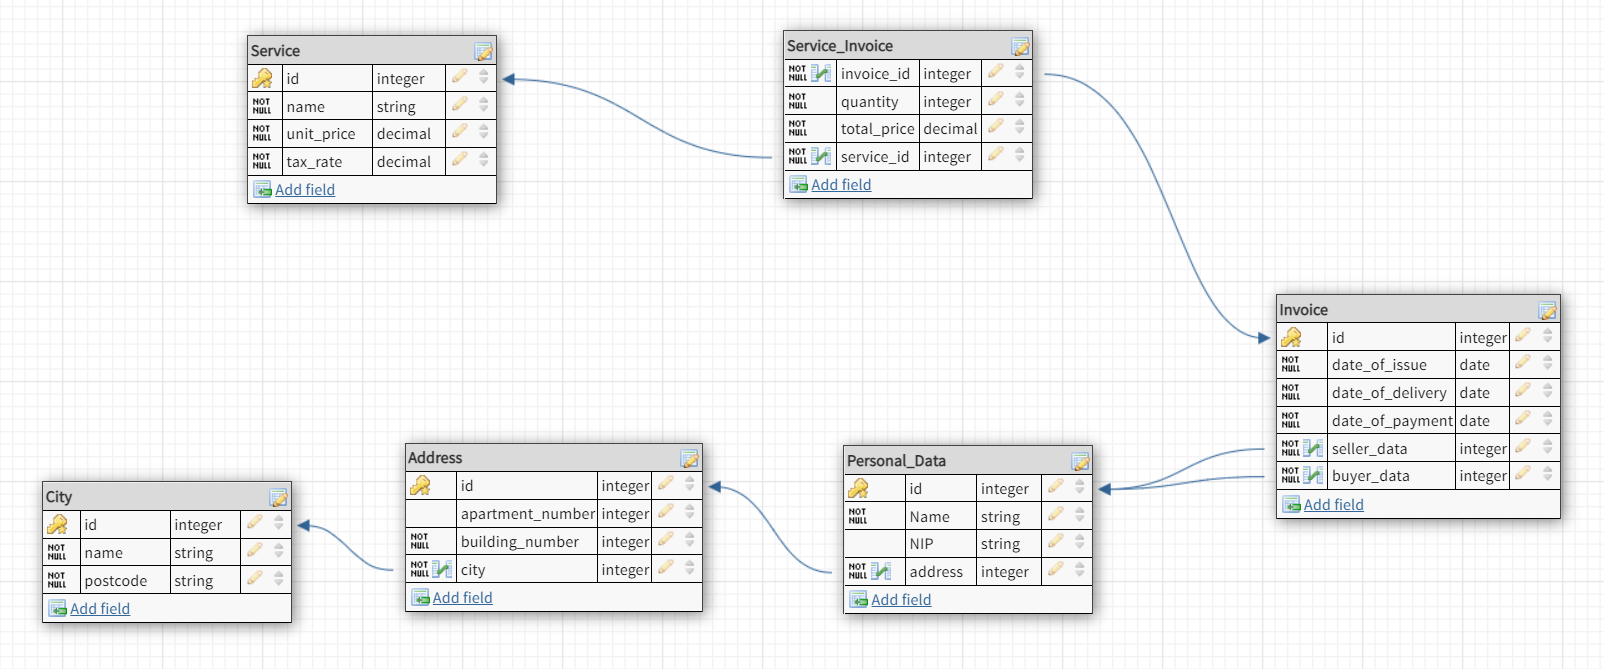 Service
id integer
NOT NULL name string
NOT NULL unit_price decimal
NOT NULL tax_rate decimal
Add field
Service_Invoice
NOT NULL invoice_id integer
NOT NULL quantity integer
NOT NULL total_price decimal
NOT NULL service_id integer
Add field
Invoice
id integer
NOT NULL date_of_issue date
NOT NULL date_of_delivery date
NOT NULL date_of_payment date
NOT NULL seller_data integer
NOT NULL buyer_data integer
Add field
City
id integer
NOT NULL name string
NOT NULL postcode string
Add field
Address
id integer
apartment_number integer
NOT NULL building_number integer
NOT NULL city integer
Add field
Personal_Data
id integer
NOT NULL Name string
NIP string
NOT NULL address integer
Add field